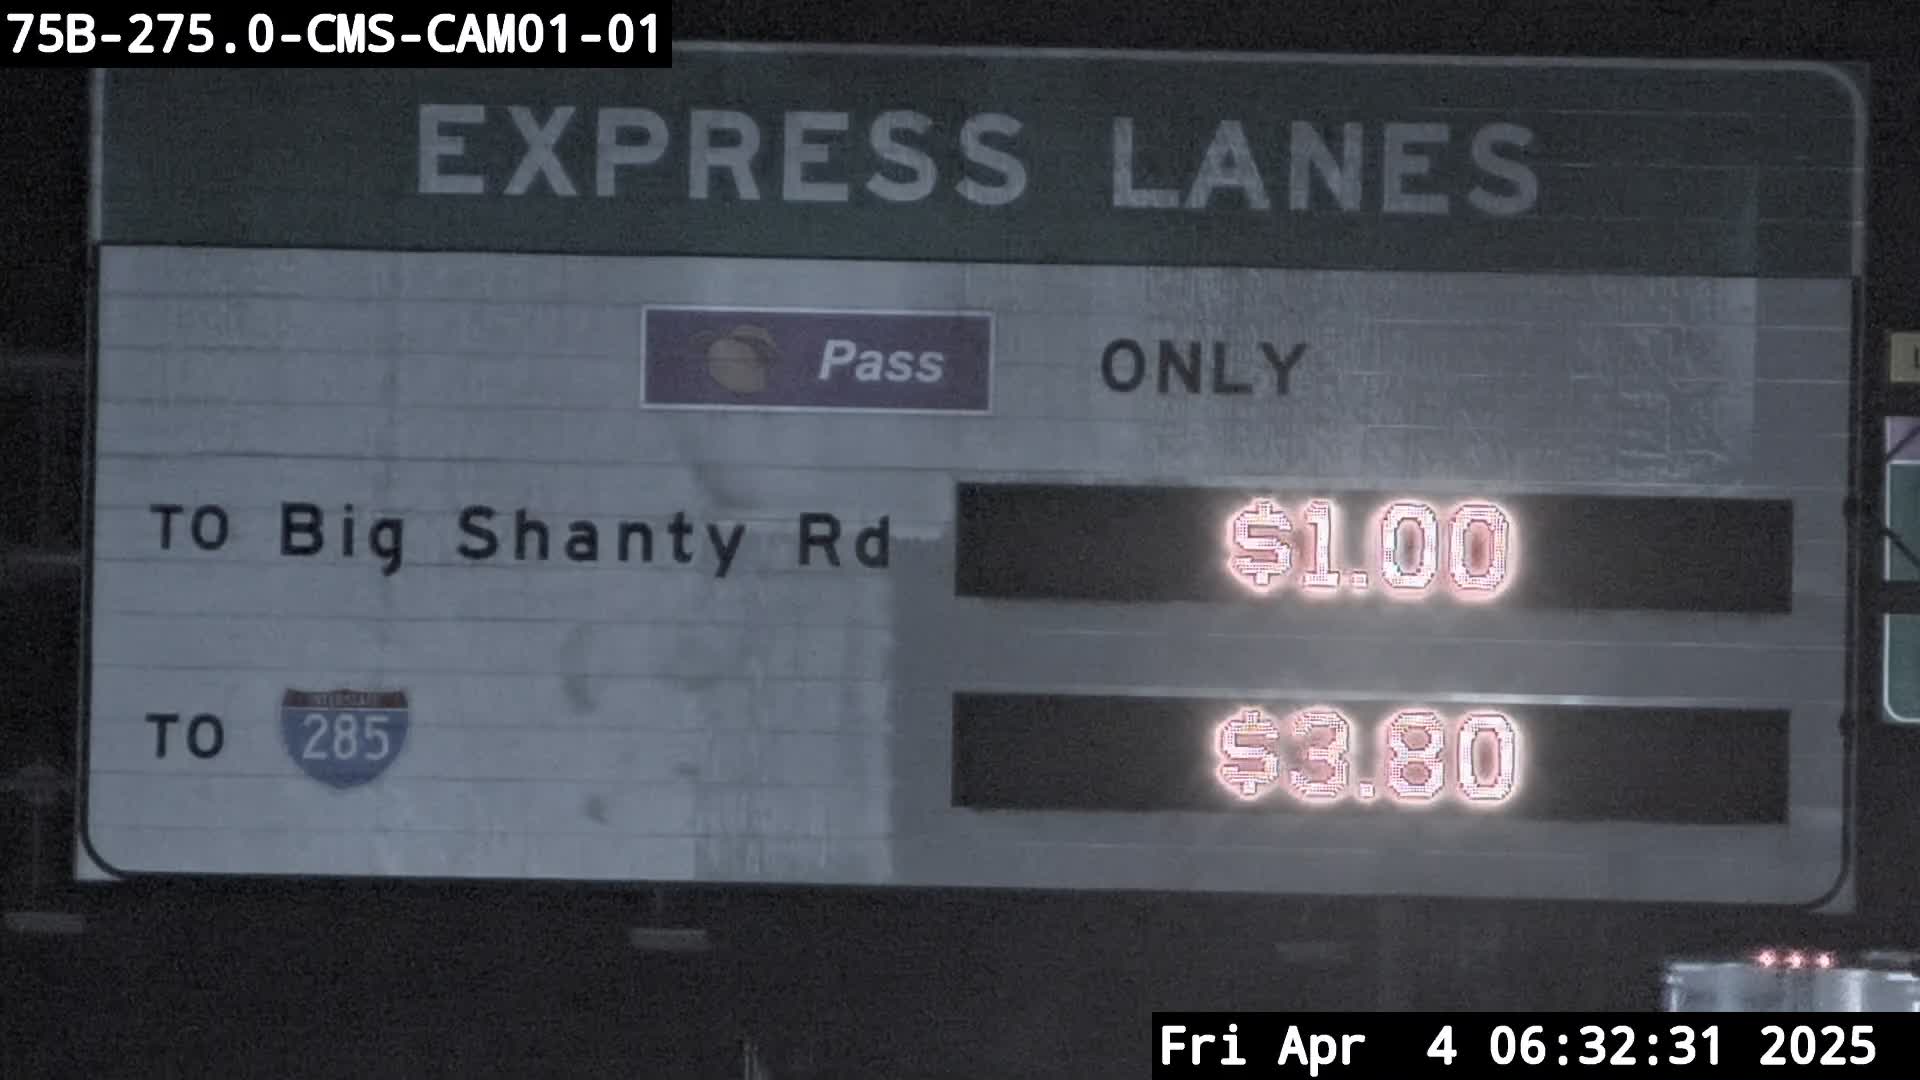 75B-275.0-CMS-CAM01-01
EXPRESS LANES
Pass ONLY
TO Big Shanty Rd $1.00
TO INTERSTATE 285 $3.80
Fri Apr 4 06:32:31 2025